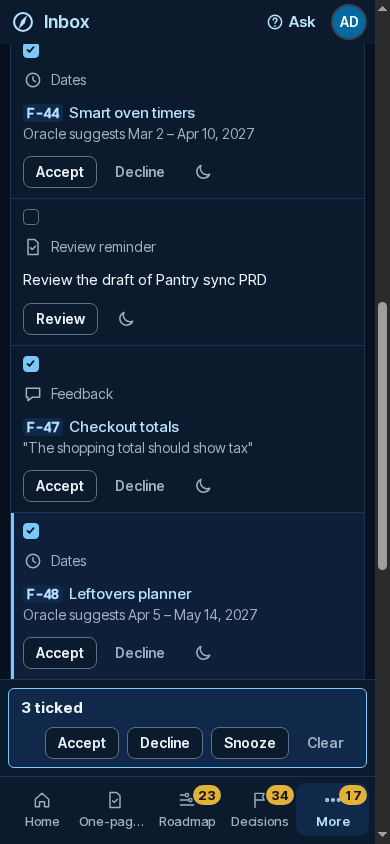 Inbox
Ask
AD
Dates
F-44 Smart oven timers
Oracle suggests Mar 2 – Apr 10, 2027
Accept Decline
Review reminder
Review the draft of Pantry sync PRD
Review
Feedback
F-47 Checkout totals
"The shopping total should show tax"
Accept Decline
Dates
F-48 Leftovers planner
Oracle suggests Apr 5 – May 14, 2027
Accept Decline
3 ticked
Accept Decline Snooze Clear
23 34 17
Home One-pag... Roadmap Decisions More